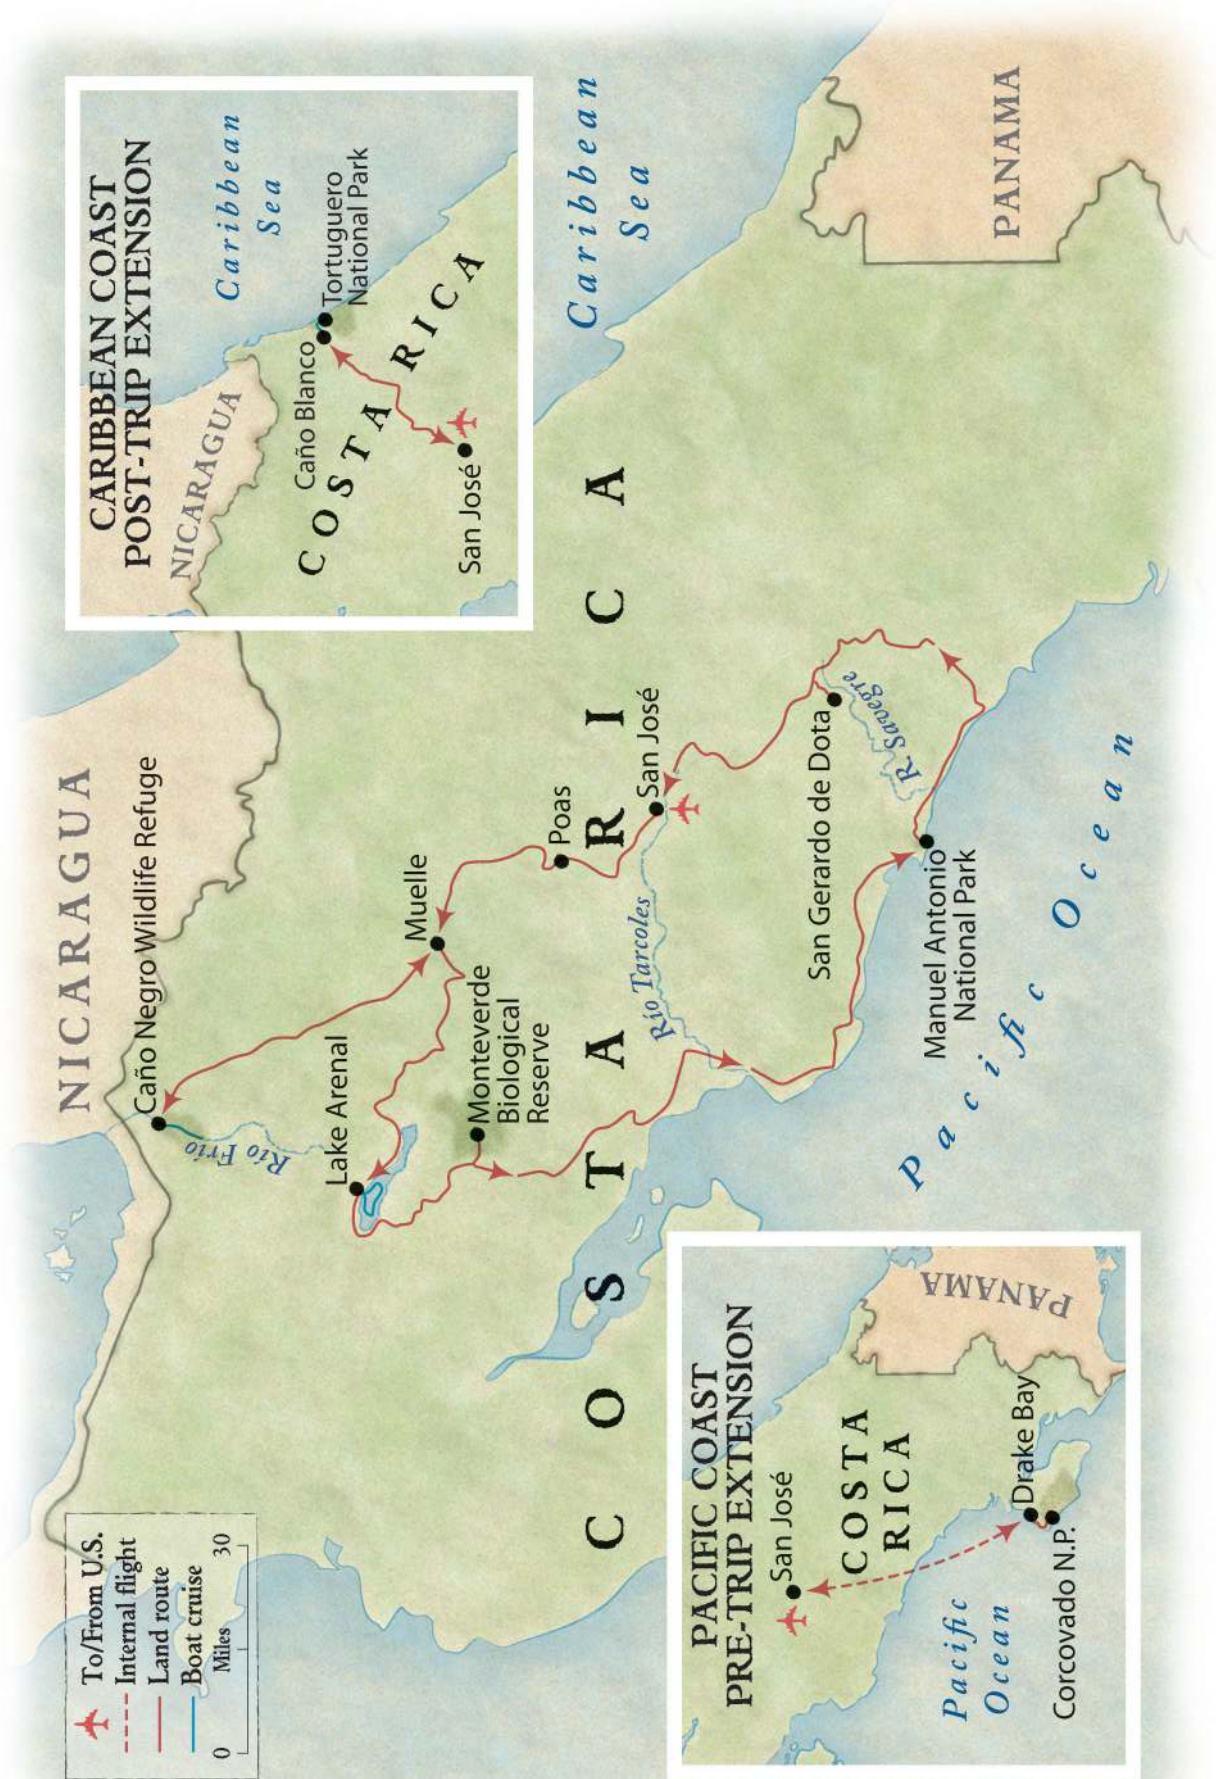 To/From U.S.
Internal flight
Land route
Boat cruise
0
Miles
30
NICARAGUA
Caño Negro Wildlife Refuge
Río Frío
Lake Arenal
Muelle
Monteverde
Biological
Reserve
Poas
San José
Río Tarcoles
COSTA RICA
San Gerardo de Dota
R. Savegre
Manuel Antonio
National Park
Pacific Ocean
Caribbean
Sea
PANAMA
CARIBBEAN COAST
POST-TRIP EXTENSION
NICARAGUA
Caribbean
Sea
Caño Blanco
Tortuguero
National Park
COSTA RICA
San José
PACIFIC COAST
PRE-TRIP EXTENSION
San José
COSTA
RICA
PANAMA
Drake Bay
Corcovado N.P.
Pacific
Ocean